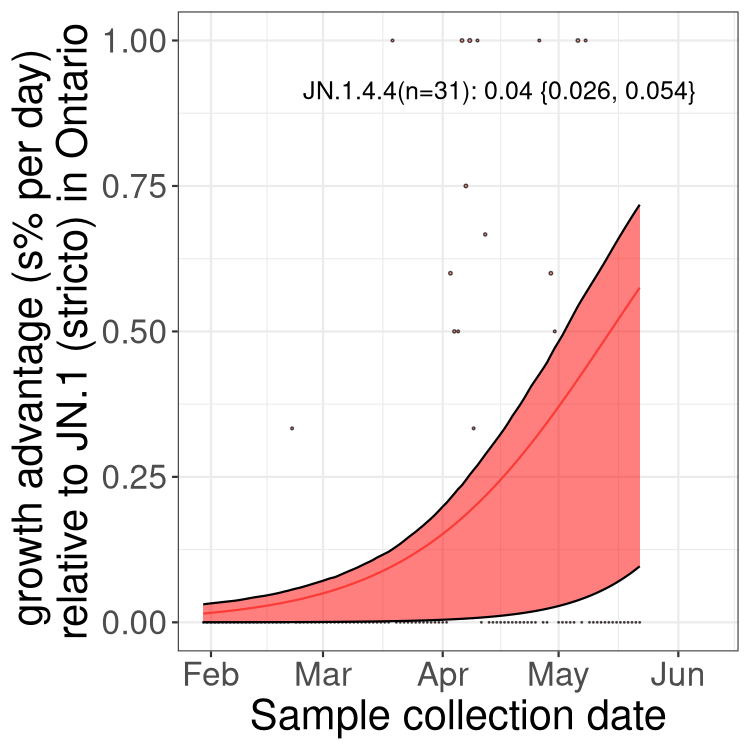 growth advantage (s% per day)
relative to JN.1 (stricto) in Ontario
1.00
0.75
0.50
0.25
0.00
JN.1.4.4(n=31): 0.04 {0.026, 0.054}
Feb Mar Apr May Jun
Sample collection date